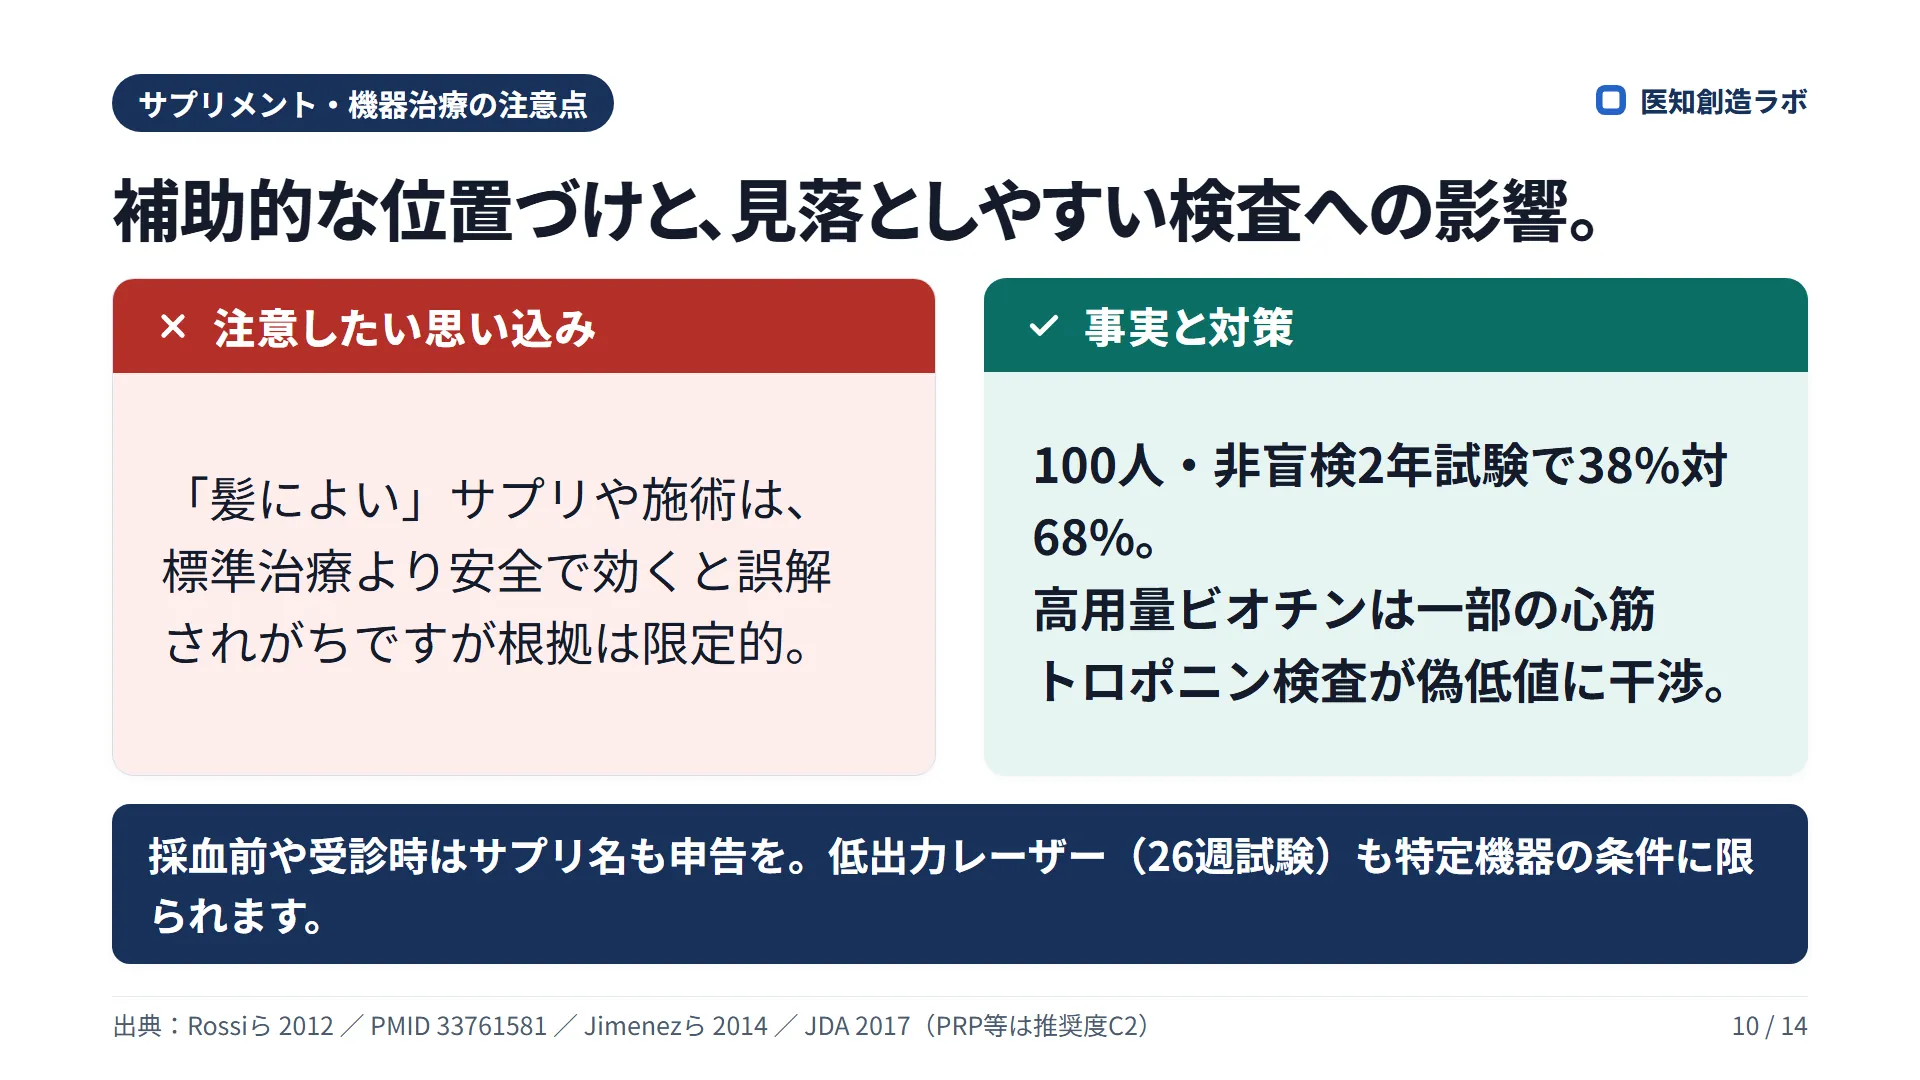 サプリメント・機器治療の注意点
医知創造ラボ
補助的な位置づけと、見落としやすい検査への影響。
注意したい思い込み
「髪によい」サプリや施術は、
標準治療より安全で効くと誤解
されがちですが根拠は限定的。
事実と対策
100人・非盲検2年試験で38%対
68%。
高用量ビオチンは一部の心筋
トロポニン検査が偽低値に干渉。
採血前や受診時はサプリ名も申告を。低出力レーザー（26週試験）も特定機器の条件に限
られます。
出典：Rossiら 2012 ／ PMID 33761581 ／ Jimenezら 2014 ／ JDA 2017（PRP等は推奨度C2）
10 / 14